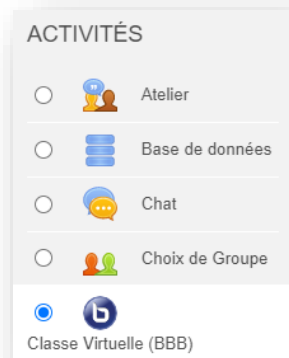 ACTIVITÉS
Atelier
Base de données
Chat
Choix de Groupe
b
Classe Virtuelle (BBB)